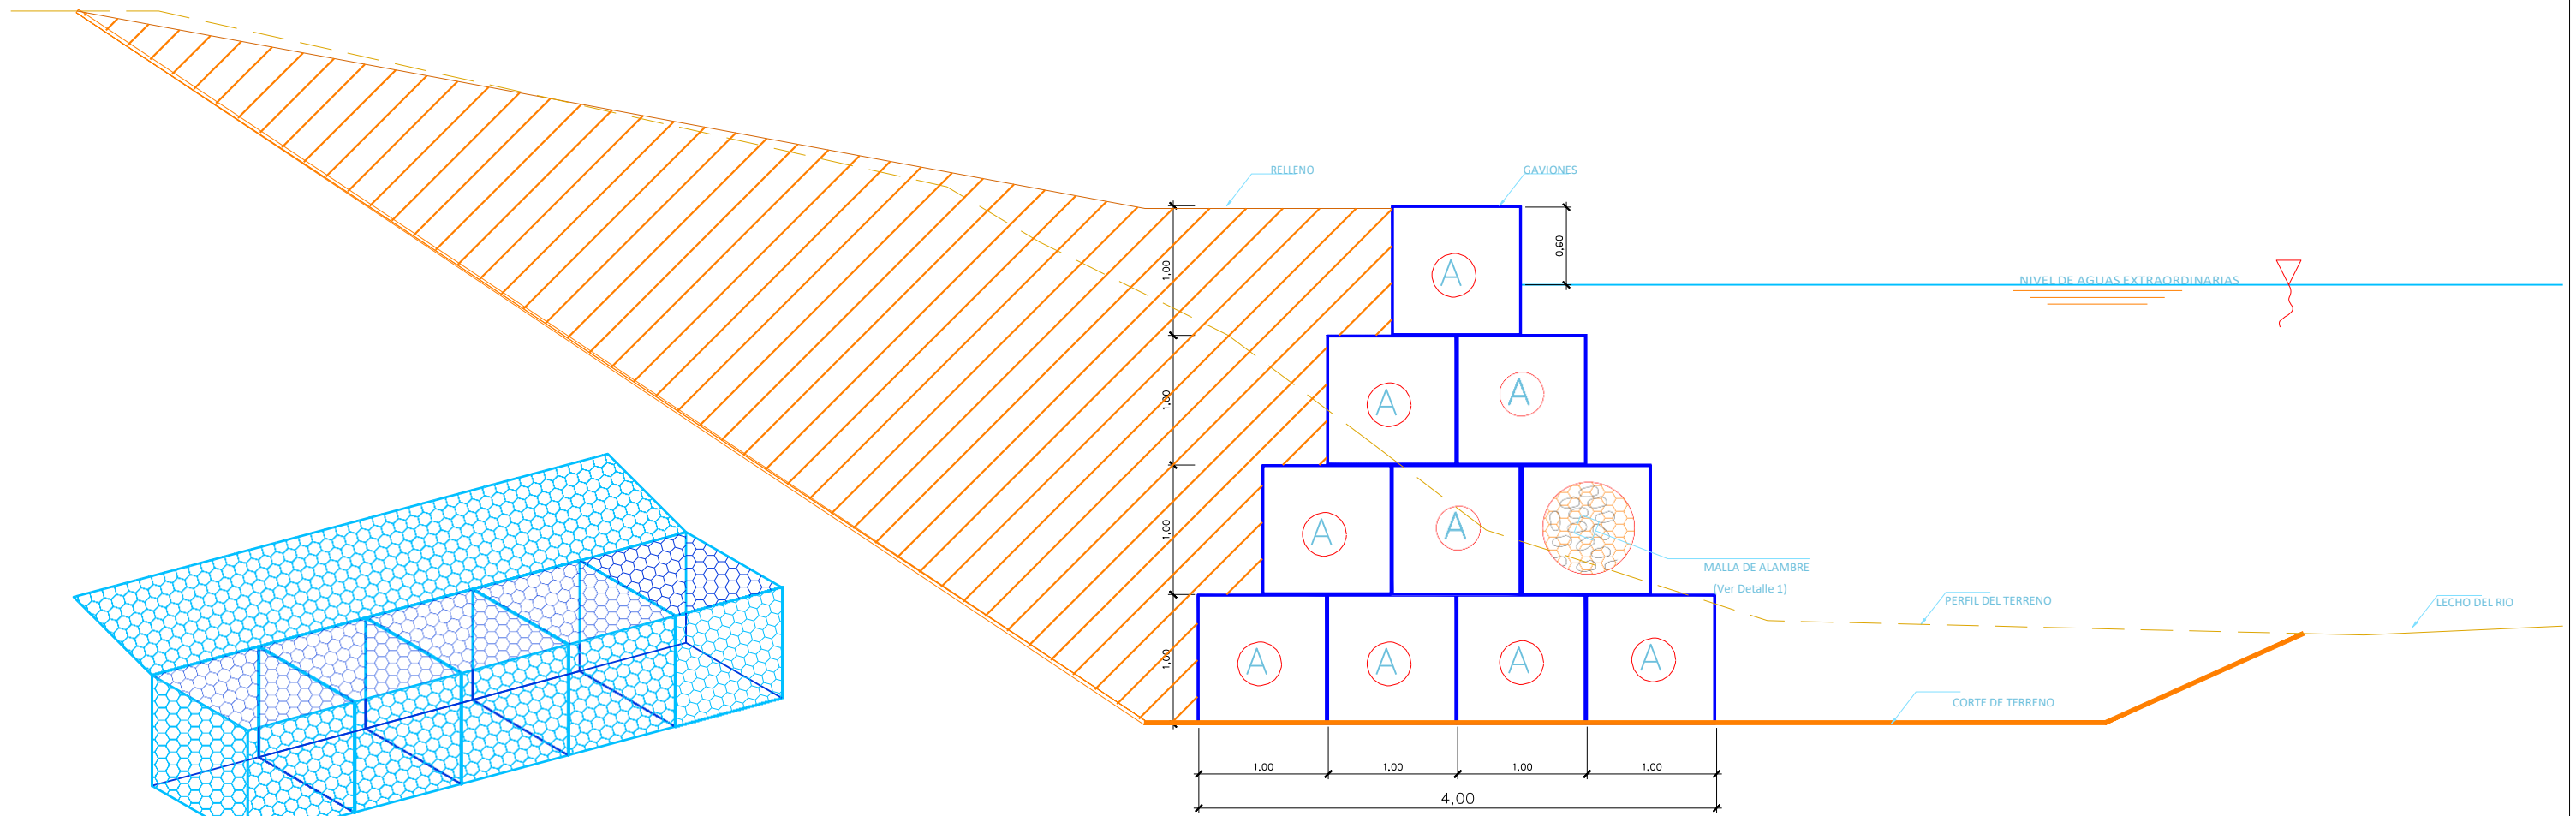 RELLENO
GAVIONES
0.60
1,00
A
NIVEL DE AGUAS EXTRAORDINARIAS
1,00
A
A
1,00
A
A
MALLA DE ALAMBRE
(Ver Detalle 1)
PERFIL DEL TERRENO
LECHO DEL RIO
1,00
A
A
A
A
CORTE DE TERRENO
1,00
1,00
1,00
1,00
4,00